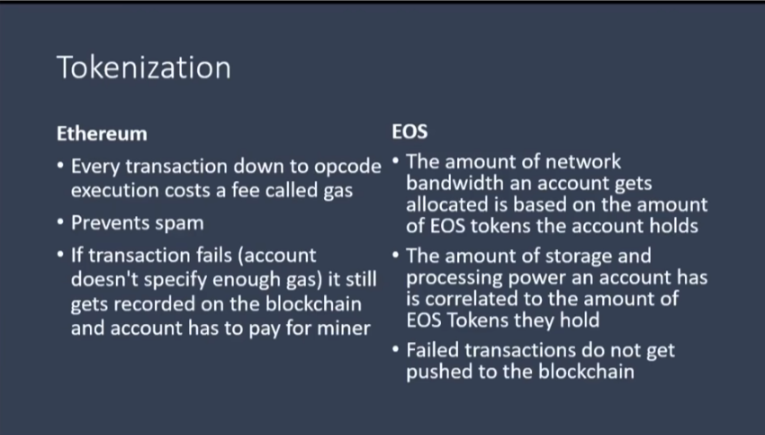 Tokenization
Ethereum
• Every transaction down to opcode
execution costs a fee called gas
• Prevents spam
• If transaction fails (account
doesn't specify enough gas) it still
gets recorded on the blockchain
and account has to pay for miner
EOS
• The amount of network
bandwidth an account gets
allocated is based on the amount
of EOS tokens the account holds
• The amount of storage and
processing power an account has
is correlated to the amount of
EOS Tokens they hold
• Failed transactions do not get
pushed to the blockchain